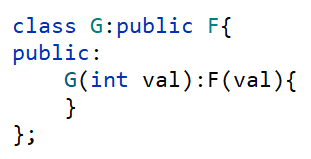 class G:public F{
public:
    G(int val):F(val){
    }
};